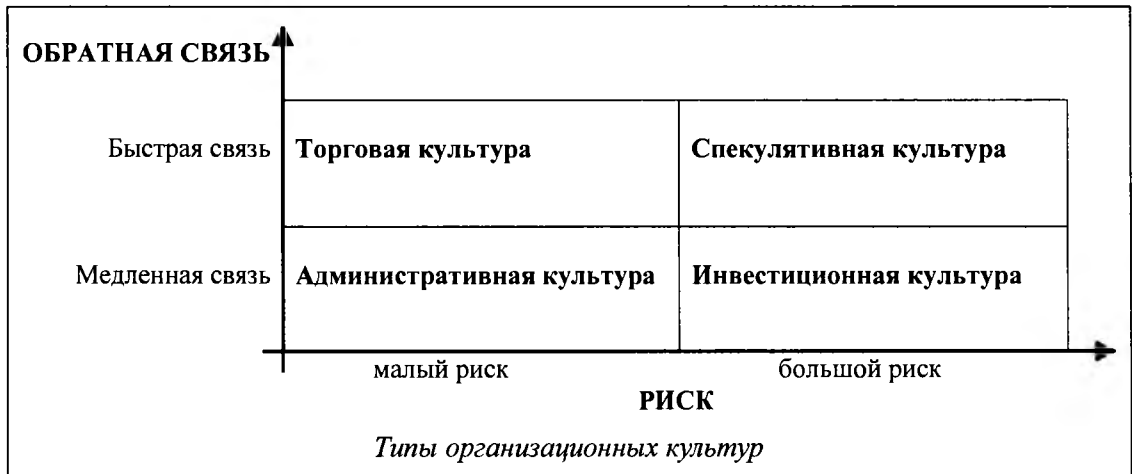 ОБРАТНАЯ СВЯЗЬ
Быстрая связь Торговая культура Спекулятивная культура
Медленная связь Административная культура Инвестиционная культура
малый риск большой риск
РИСК
Типы организационных культур